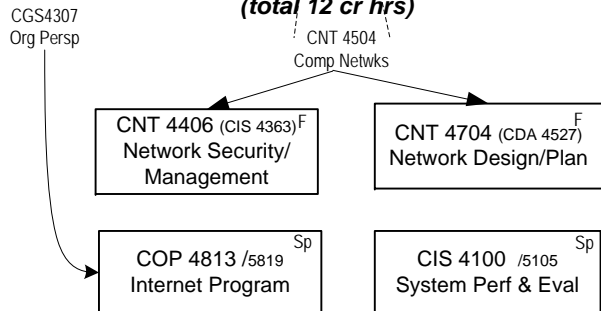 (total 12 cr hrs)
CGS4307
Org Persp
CNT 4504
Comp Netwks
CNT 4406 (CIS 4363) F
Network Security/
Management
CNT 4704 (CDA 4527) F
Network Design/Plan
COP 4813 /5819 Sp
Internet Program
CIS 4100 /5105 Sp
System Perf & Eval